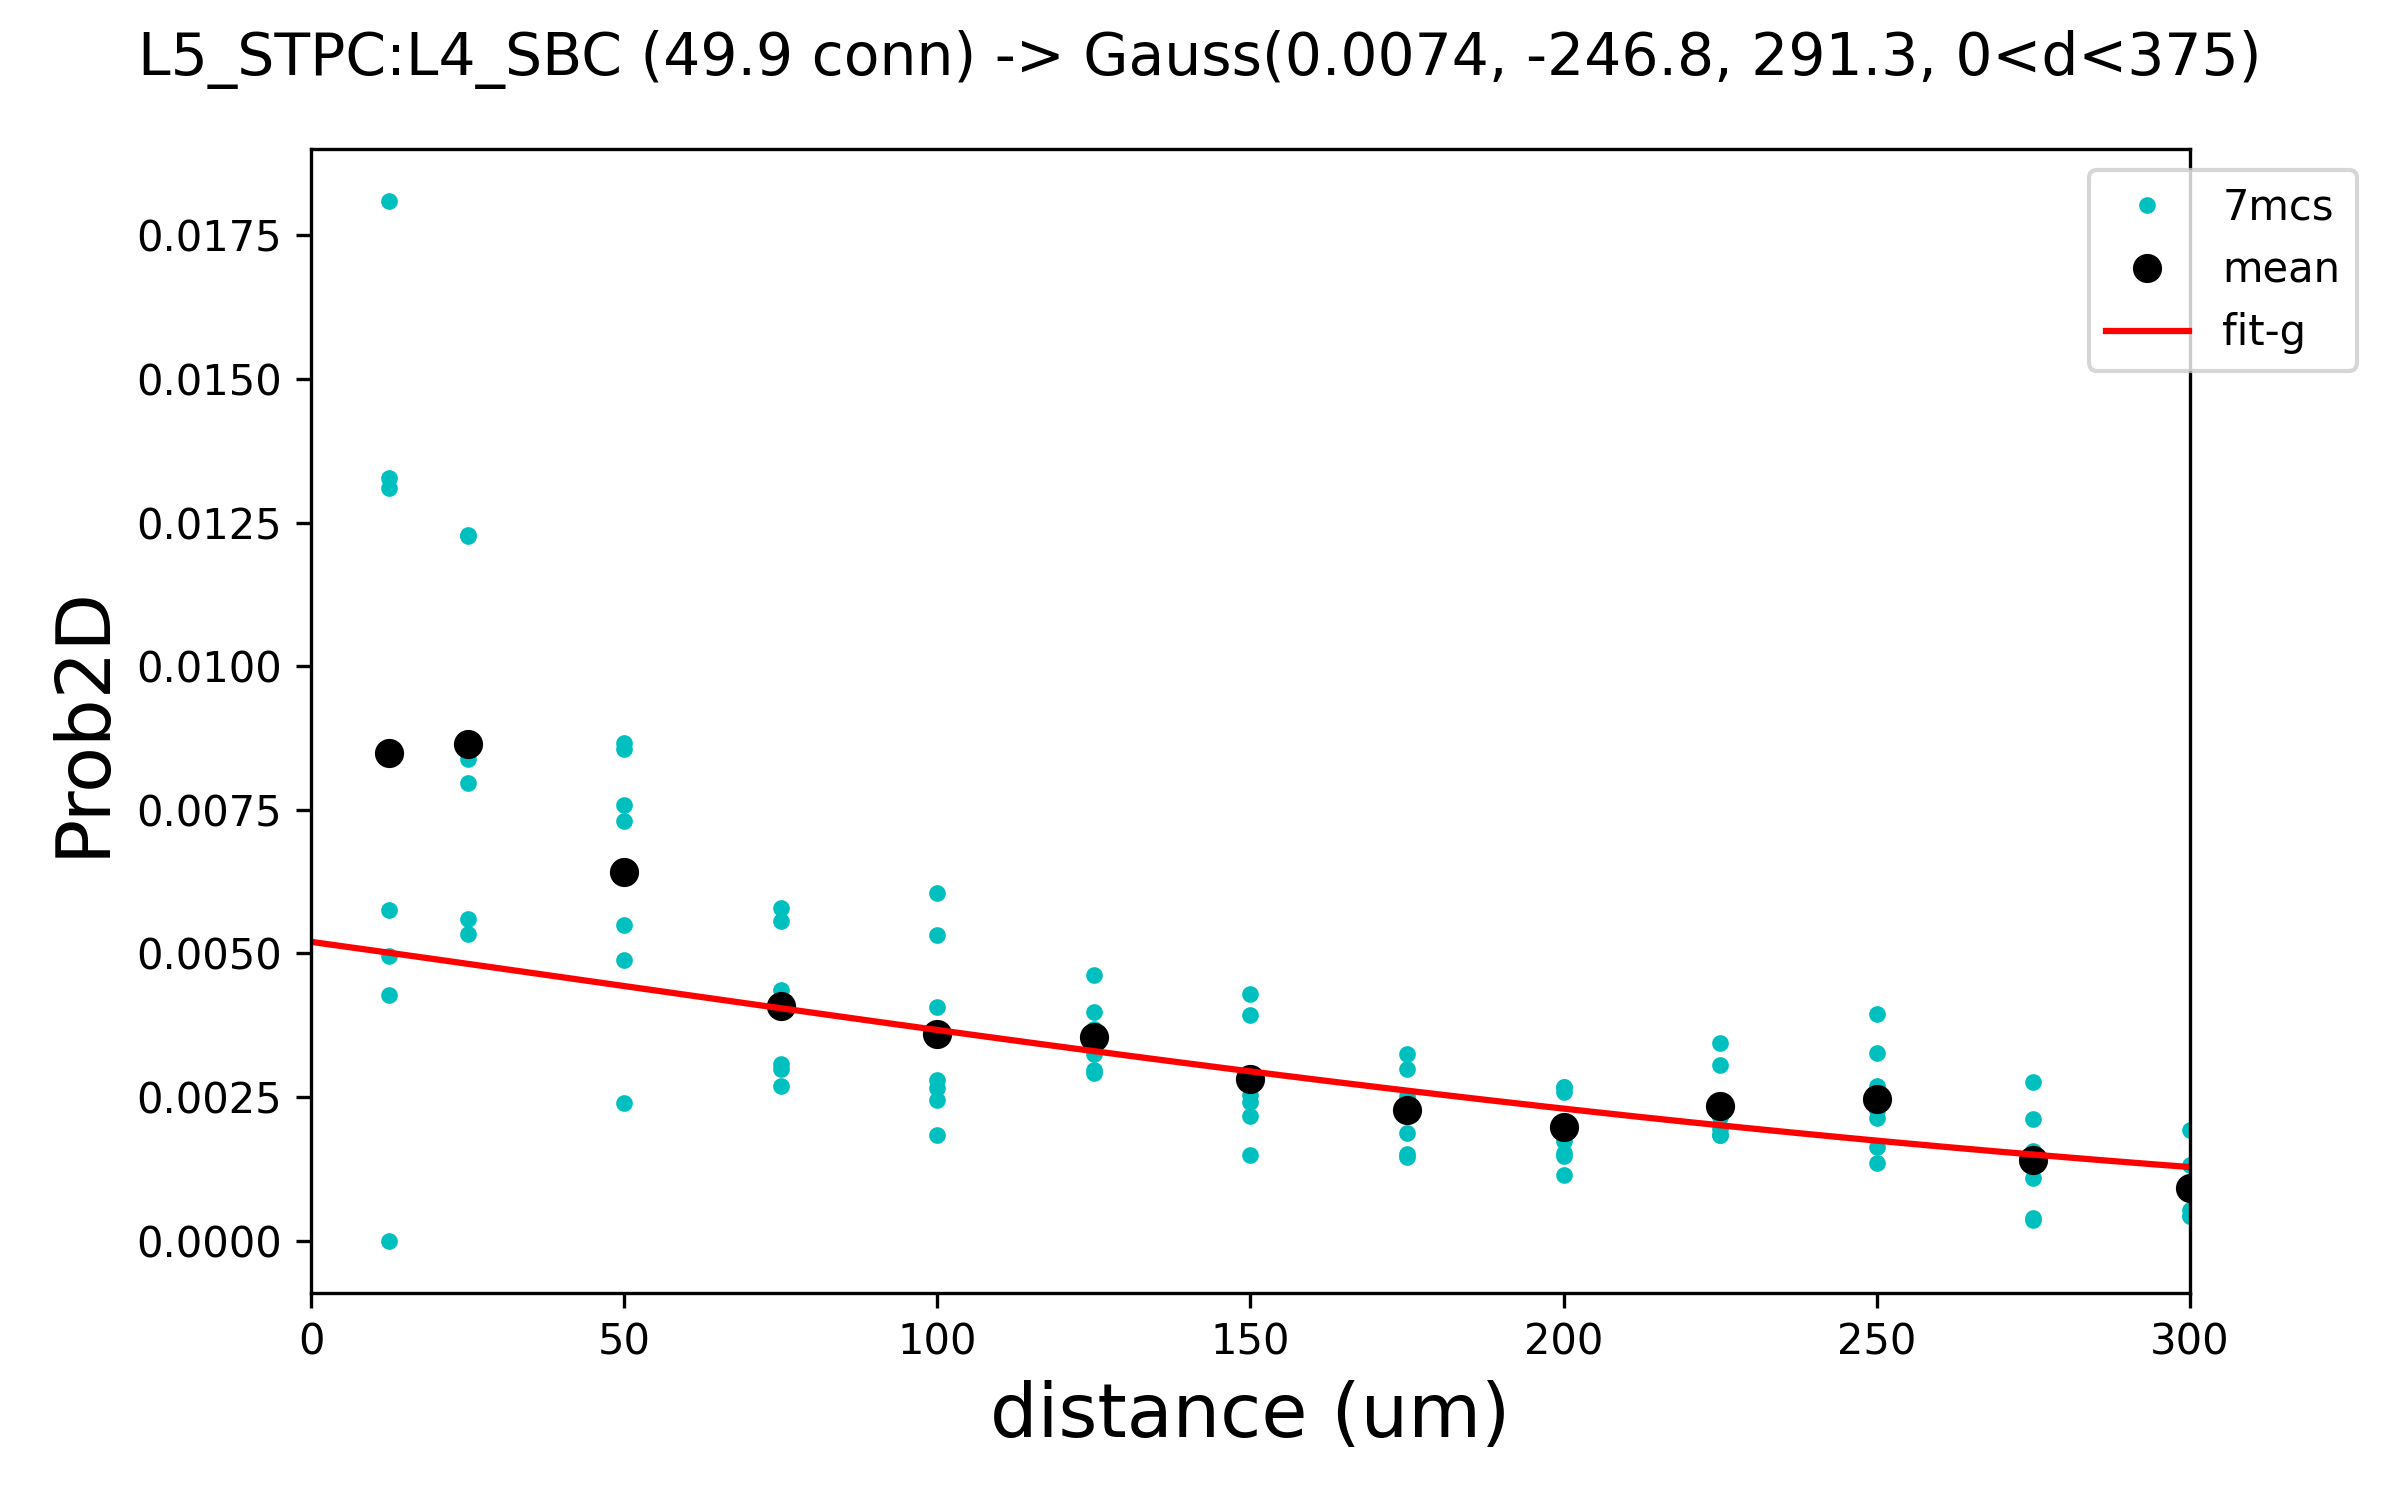 L5_STPC:L4_SBC (49.9 conn) -> Gauss(0.0074, -246.8, 291.3, 0<d<375)
7mcs
mean
fit-g
Prob2D
0.0175
0.0150
0.0125
0.0100
0.0075
0.0050
0.0025
0.0000
0 50 100 150 200 250 300
distance (um)